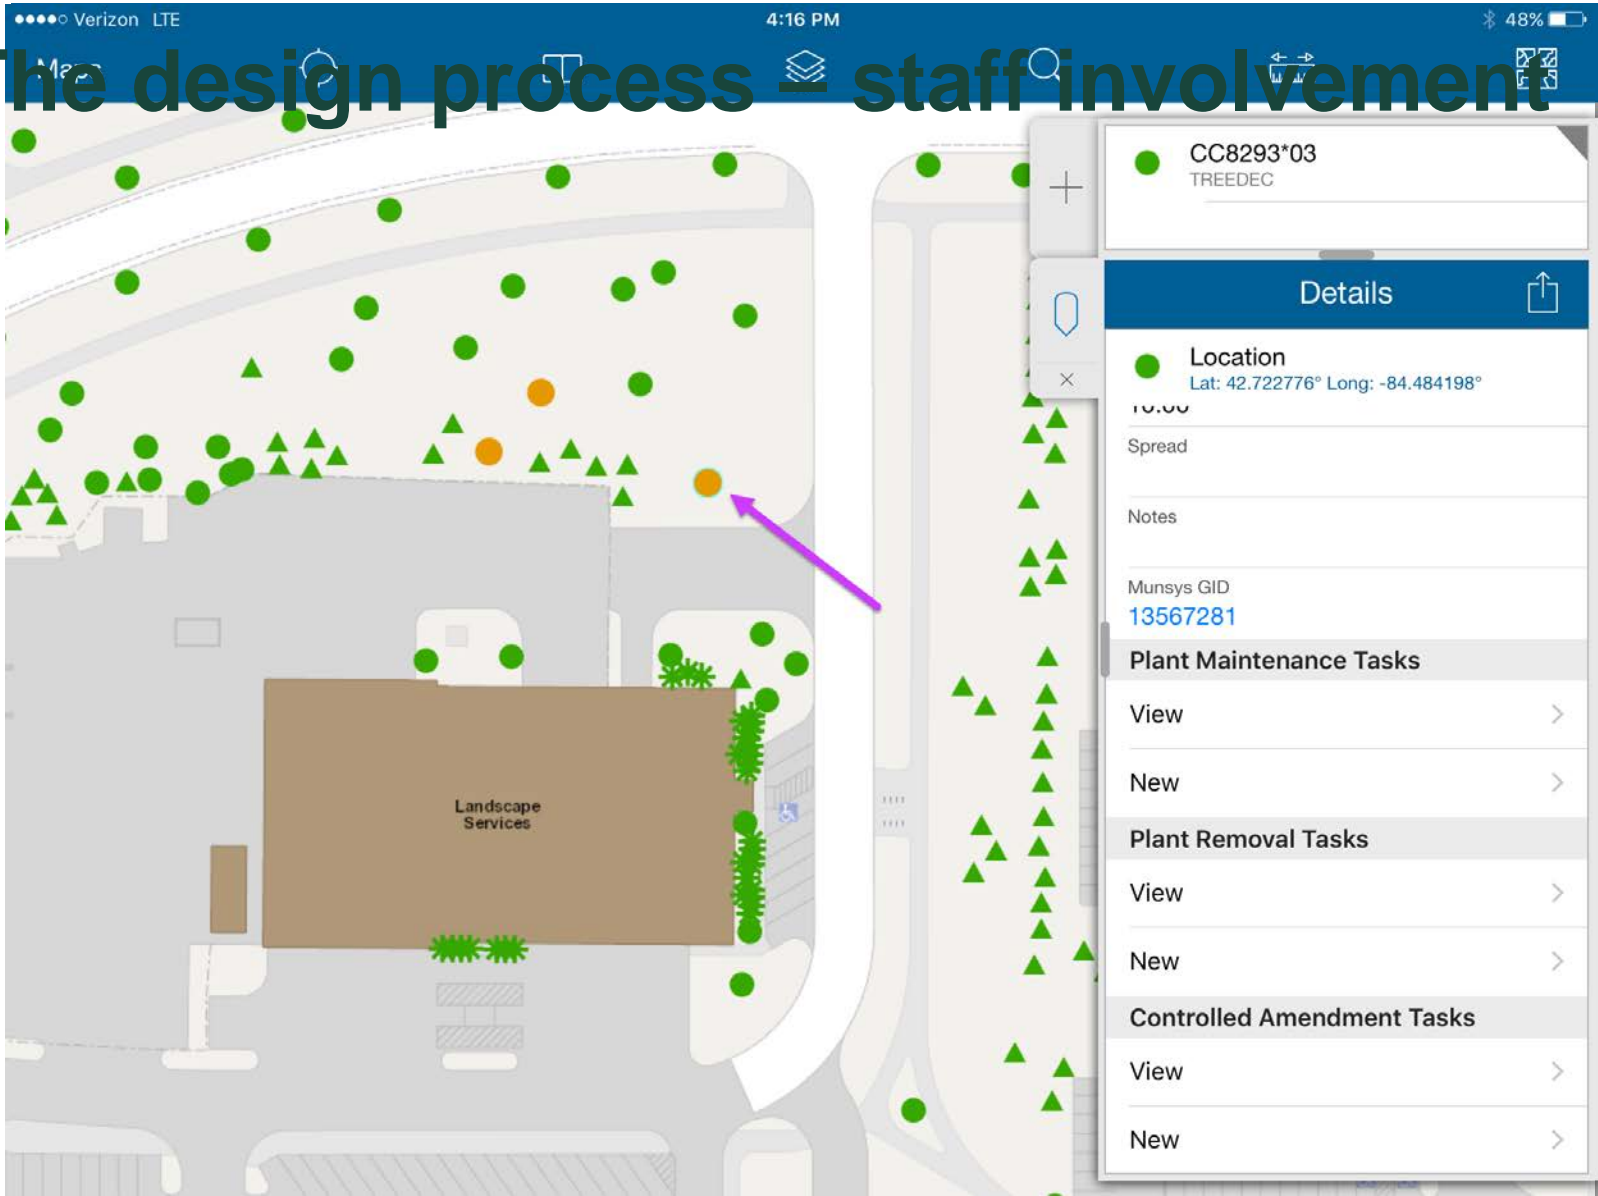 Verizon LTE
4:16 PM
48%
Maps
The design process – staff involvement
CC8293*03
TREEDEC
Details
Location
Lat: 42.722776° Long: -84.484198°
Spread
Notes
Munsys GID
13567281
Plant Maintenance Tasks
View
New
Plant Removal Tasks
View
New
Controlled Amendment Tasks
View
New
Landscape
Services